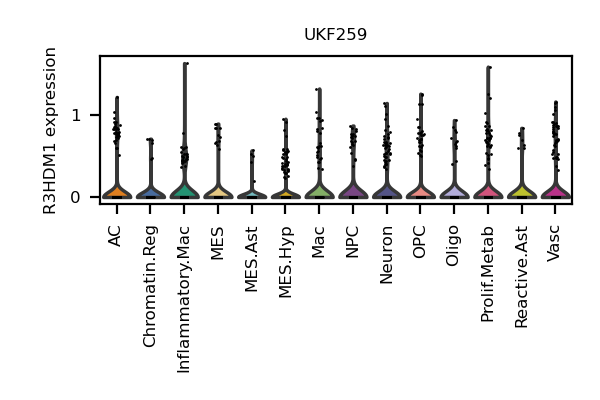 UKF259
R3HDM1 expression
1
0
AC
Chromatin.Reg
Inflammatory.Mac
MES
MES.Ast
MES.Hyp
Mac
NPC
Neuron
OPC
Oligo
Prolif.Metab
Reactive.Ast
Vasc